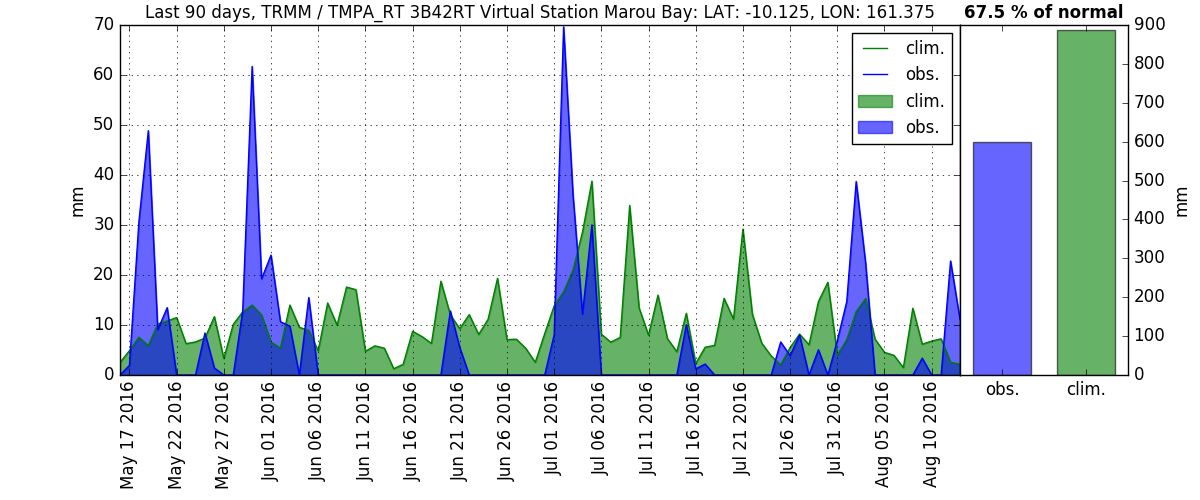 Last 90 days, TRMM / TMPA_RT 3B42RT Virtual Station Marou Bay: LAT: -10.125, LON: 161.375
67.5 % of normal
70
60
50
40
30
20
10
0
mm
clim.
obs.
clim.
obs.
May 17 2016
May 22 2016
May 27 2016
Jun 01 2016
Jun 06 2016
Jun 11 2016
Jun 16 2016
Jun 21 2016
Jun 26 2016
Jul 01 2016
Jul 06 2016
Jul 11 2016
Jul 16 2016
Jul 21 2016
Jul 26 2016
Jul 31 2016
Aug 05 2016
Aug 10 2016
900
800
700
600
500
400
300
200
100
0
mm
obs.
clim.